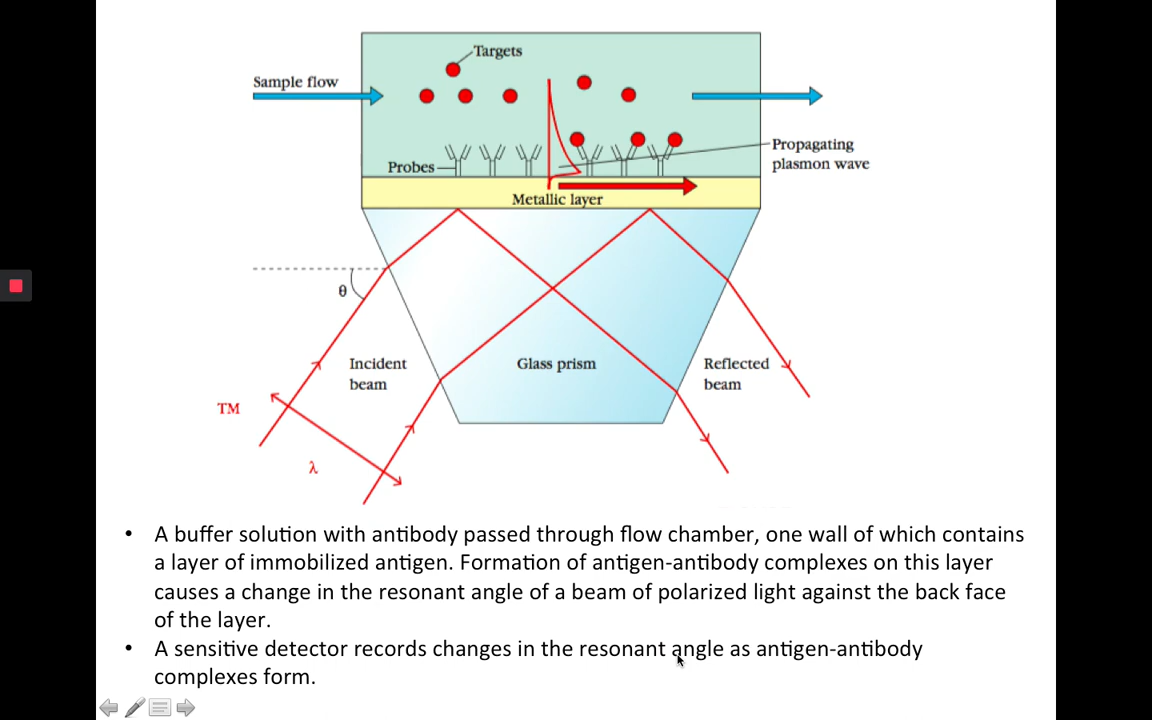 Targets
Sample flow
Propagating
plasmon wave
Probes
Metallic layer
θ
Incident
beam
Glass prism
Reflected
beam
TM
λ
• A buffer solution with antibody passed through flow chamber, one wall of which contains
a layer of immobilized antigen. Formation of antigen-antibody complexes on this layer
causes a change in the resonant angle of a beam of polarized light against the back face
of the layer.
• A sensitive detector records changes in the resonant angle as antigen-antibody
complexes form.